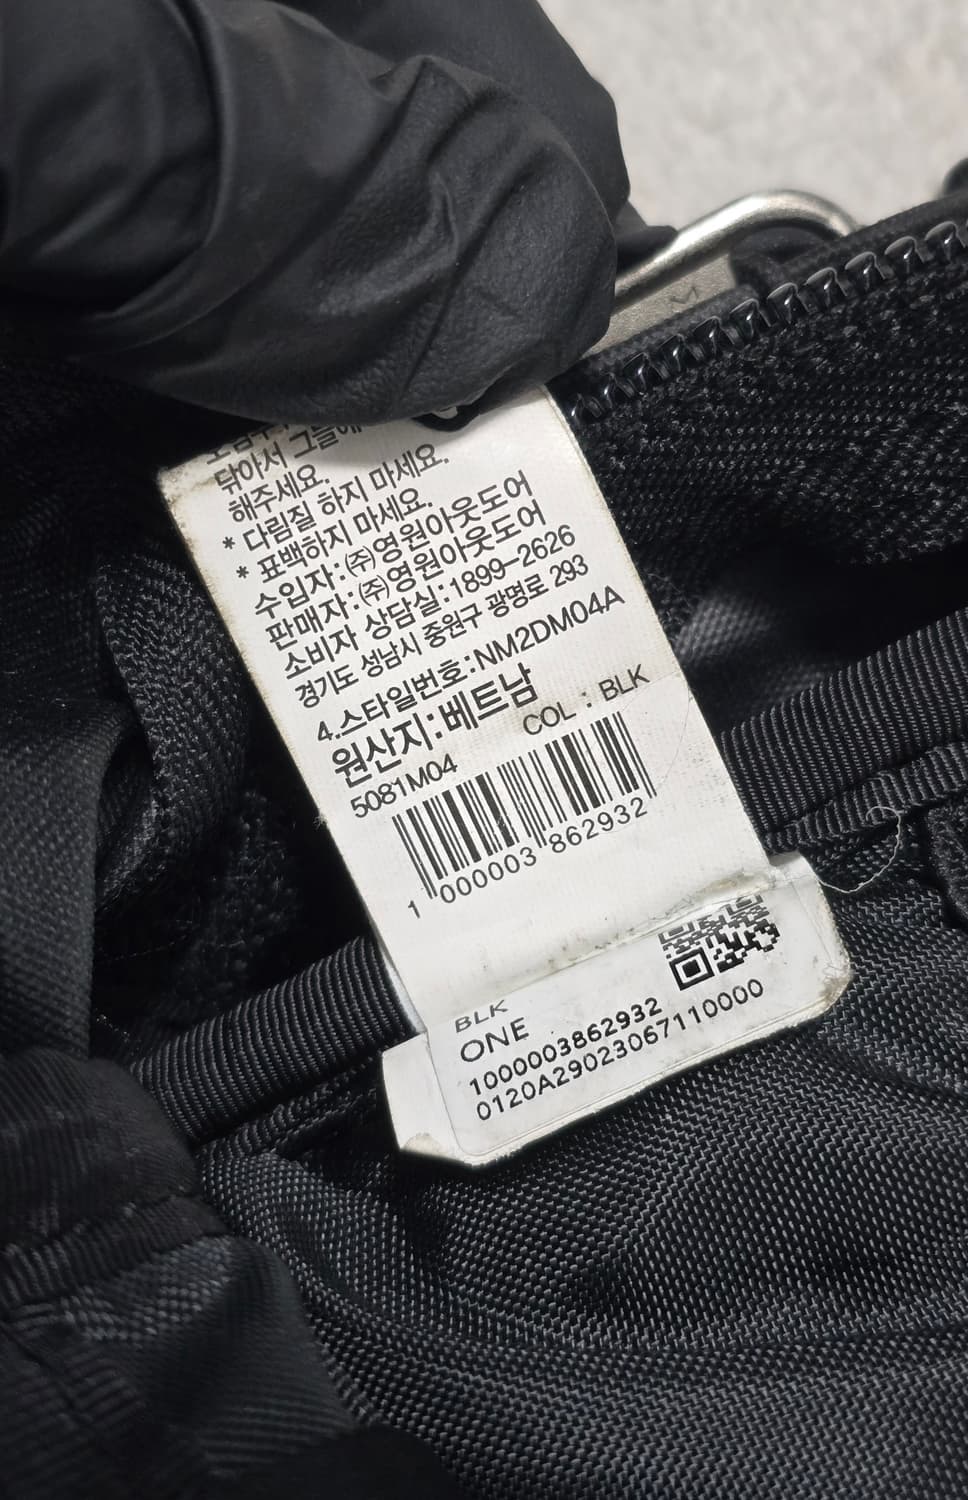 닦아서 그늘에
해주세요.
* 다림질 하지 마세요.
* 표백하지 마세요.
수입자:㈜영원아웃도어
판매자:㈜영원아웃도어
소비자 상담실:1899-2626
경기도 성남시 중원구 광명로 293
4.스타일번호:NM2DM04A
원산지:베트남
5081M04 COL : BLK
1 000003 862932
BLK
ONE
1000003862932
0120A29023067110000